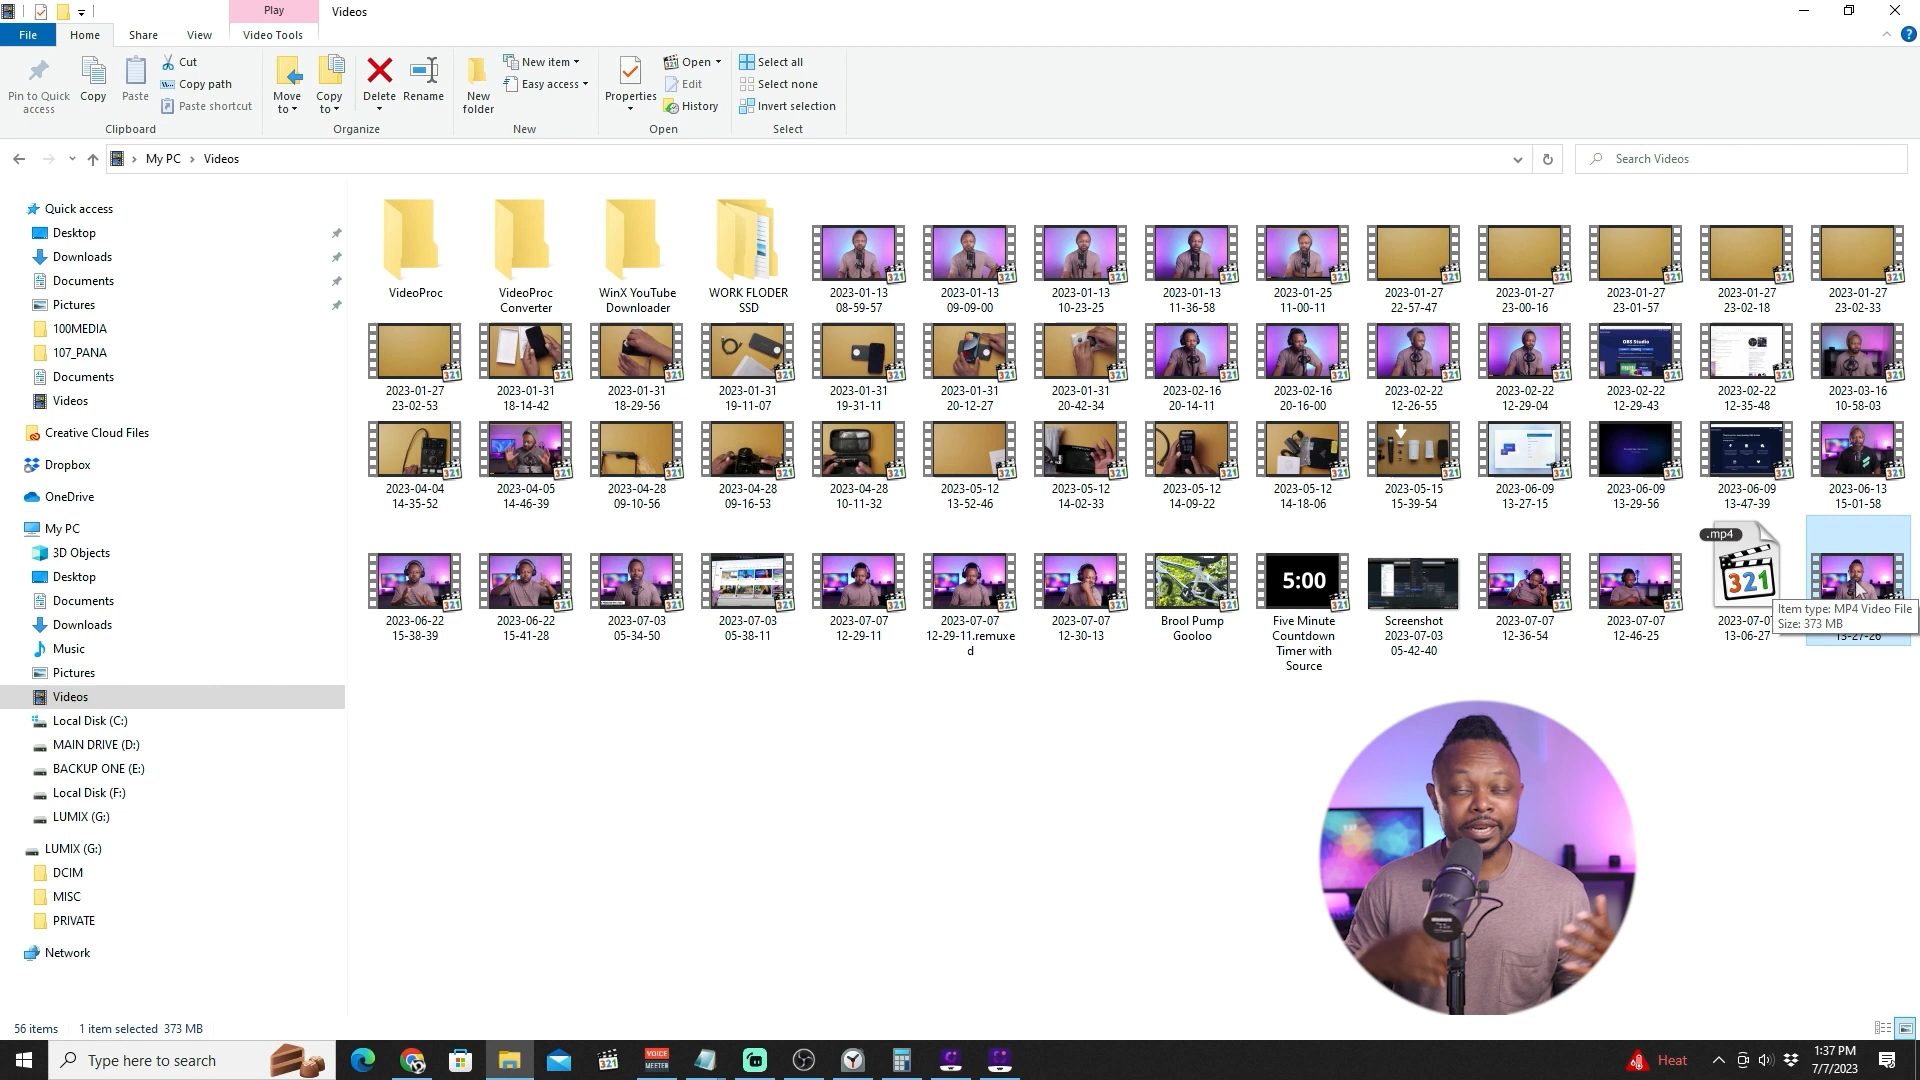 Play
Videos
File
Home
Share
View
Video Tools
Pin to Quick access
Copy
Paste
Cut
Copy path
Paste shortcut
Clipboard
Move to
Copy to
Delete
Rename
Organize
New folder
New item
Easy access
New
Properties
Open
Edit
History
Open
Select all
Select none
Invert selection
Select
My PC
Videos
Search Videos
Quick access
Desktop
Downloads
Documents
Pictures
100MEDIA
107_PANA
Documents
Videos
Creative Cloud Files
Dropbox
OneDrive
My PC
3D Objects
Desktop
Documents
Downloads
Music
Pictures
Videos
Local Disk (C:)
MAIN DRIVE (D:)
BACKUP ONE (E:)
Local Disk (F:)
LUMIX (G:)
LUMIX (G:)
DCIM
MISC
PRIVATE
Network
VideoProc
VideoProc Converter
WinX YouTube Downloader
WORK FLODER SSD
2023-01-13 08-59-57
2023-01-13 09-09-00
2023-01-13 10-23-25
2023-01-13 11-36-58
2023-01-25 11-00-11
2023-01-27 22-57-47
2023-01-27 23-00-16
2023-01-27 23-01-57
2023-01-27 23-02-18
2023-01-27 23-02-33
2023-01-27 23-02-53
2023-01-31 18-14-42
2023-01-31 18-29-56
2023-01-31 19-11-07
2023-01-31 19-31-11
2023-01-31 20-12-27
2023-01-31 20-42-34
2023-02-16 20-14-11
2023-02-16 20-16-00
2023-02-22 12-26-55
2023-02-22 12-29-04
2023-02-22 12-29-43
2023-02-22 12-35-48
2023-03-16 10-58-03
2023-04-04 14-35-52
2023-04-05 14-46-39
2023-04-28 09-10-56
2023-04-28 09-16-53
2023-04-28 10-11-32
2023-05-12 13-52-46
2023-05-12 14-02-33
2023-05-12 14-09-22
2023-05-12 14-18-06
2023-05-15 15-39-54
2023-06-09 13-27-15
2023-06-09 13-29-56
2023-06-09 13-47-39
2023-06-13 15-01-58
2023-06-22 15-38-39
2023-06-22 15-41-28
2023-07-03 05-34-50
2023-07-03 05-38-11
2023-07-07 12-29-11
2023-07-07 12-29-11.remuxed
2023-07-07 12-30-13
Brool Pump Gooloo
5:00
Five Minute Countdown Timer with Source
Screenshot 2023-07-03 05-42-40
2023-07-07 12-36-54
2023-07-07 12-46-25
.mp4
321
2023-07-0
13-06-27
13-27-26
Item type: MP4 Video File
Size: 373 MB
56 items
1 item selected 373 MB
Type here to search
321
VOICE MEETER
Heat
1:37 PM
7/7/2023